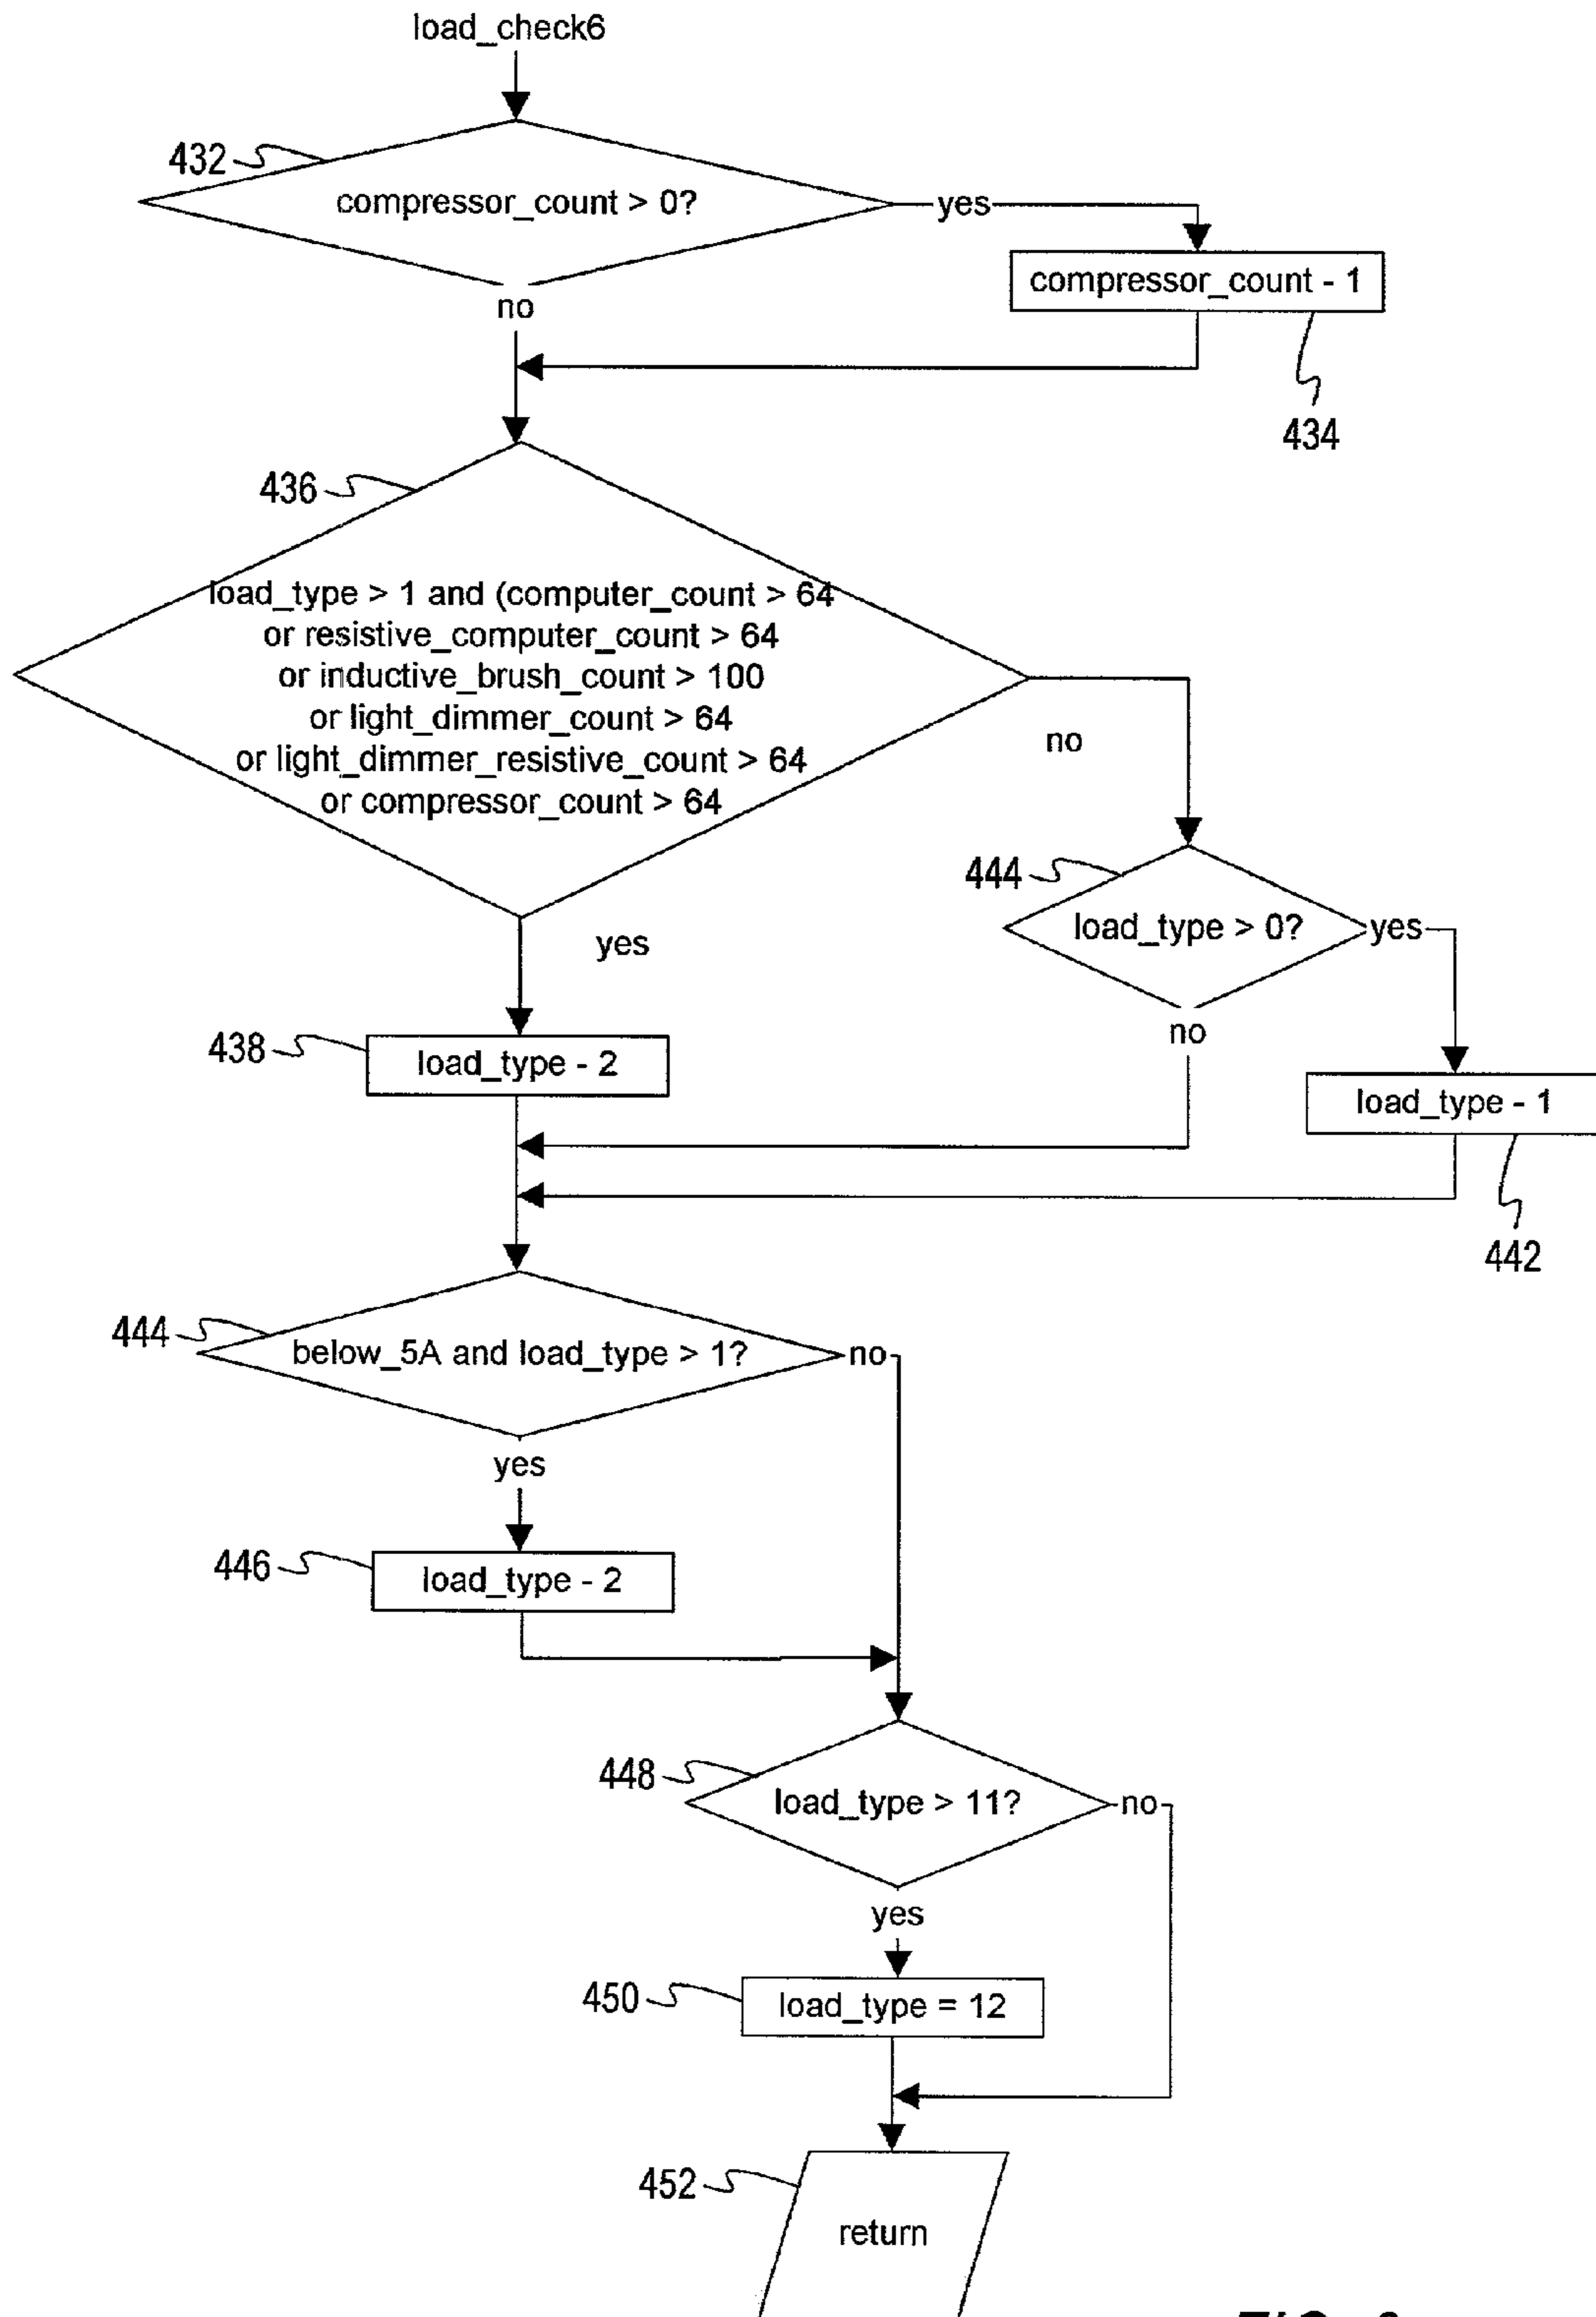 load_check6
432
compressor_count > 0?
yes
compressor_count - 1
no
434
436
load_type > 1 and (computer_count > 64
or resistive_computer_count > 64
or inductive_brush_count > 100
or light_dimmer_count > 64
or light_dimmer_resistive_count > 64
or compressor_count > 64
no
444
load_type > 0?
yes
yes
no
438
load_type - 2
load_type - 1
442
444
below_5A and load_type > 1?
no
yes
446
load_type - 2
448
load_type > 11?
no
yes
450
load_type = 12
452
return